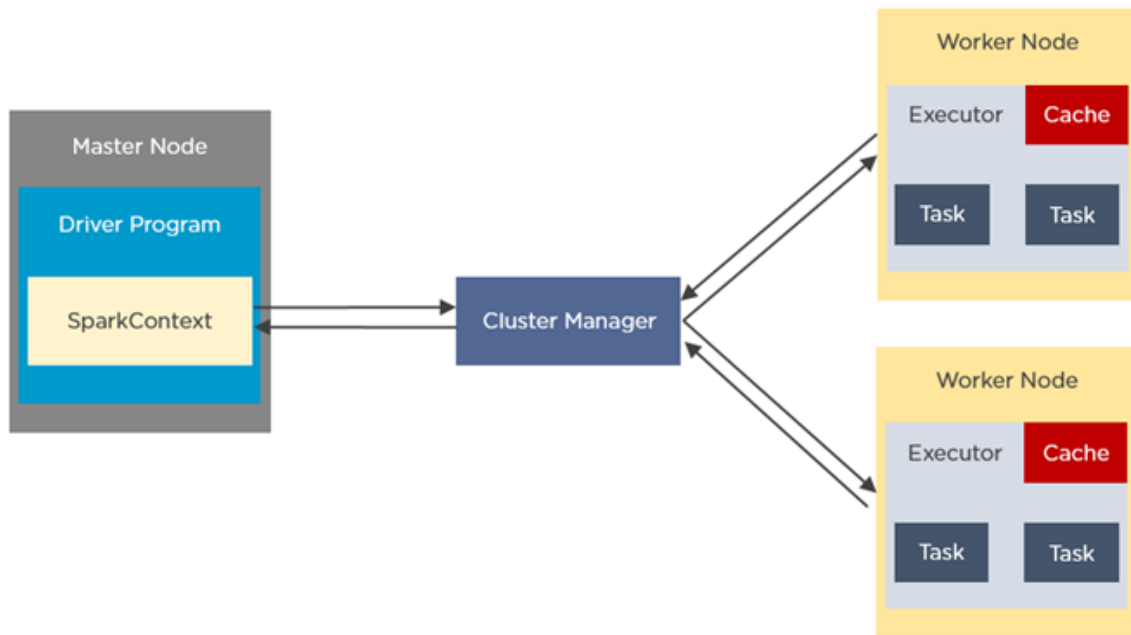 Master Node
Driver Program
SparkContext
Cluster Manager
Worker Node
Executor
Cache
Task
Task
Worker Node
Executor
Cache
Task
Task